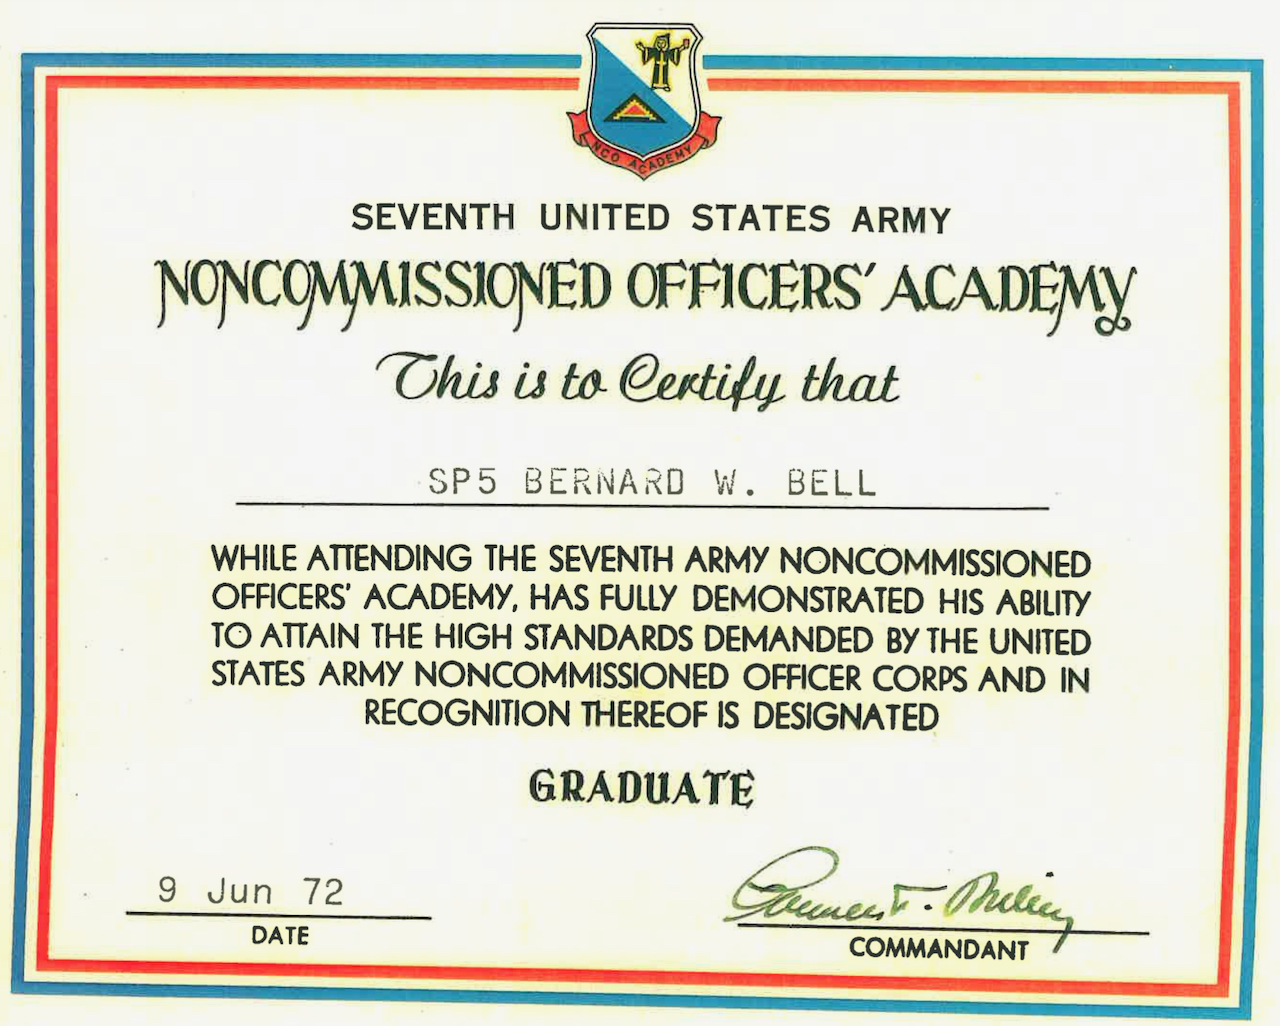 NCO ACADEMY
SEVENTH UNITED STATES ARMY
NONCOMMISSIONED OFFICERS' ACADEMY
This is to Certify that
SP5 BERNARD W. BELL
WHILE ATTENDING THE SEVENTH ARMY NONCOMMISSIONED
OFFICERS' ACADEMY, HAS FULLY DEMONSTRATED HIS ABILITY
TO ATTAIN THE HIGH STANDARDS DEMANDED BY THE UNITED
STATES ARMY NONCOMMISSIONED OFFICER CORPS AND IN
RECOGNITION THEREOF IS DESIGNATED
GRADUATE
9 Jun 72
DATE
COMMANDANT